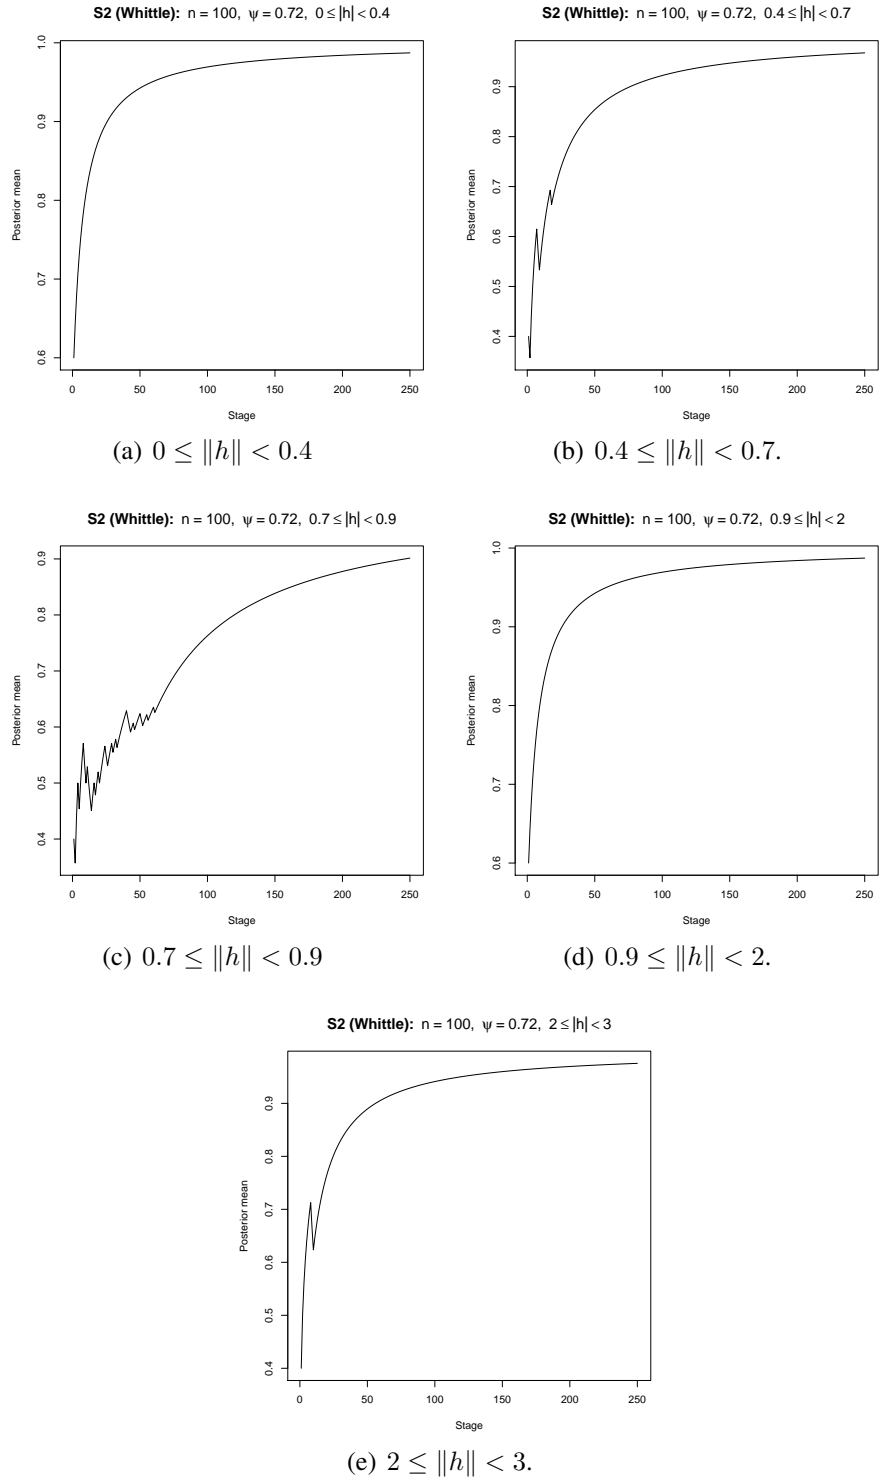 S2 (Whittle): n = 100, ψ = 0.72, 0 ≤ |h| < 0.4
Posterior mean
0.6 0.7 0.8 0.9 1.0
0 50 100 150 200 250
Stage
(a) 0 ≤ ‖h‖ < 0.4
S2 (Whittle): n = 100, ψ = 0.72, 0.4 ≤ |h| < 0.7
Posterior mean
0.4 0.5 0.6 0.7 0.8 0.9
0 50 100 150 200 250
Stage
(b) 0.4 ≤ ‖h‖ < 0.7.
S2 (Whittle): n = 100, ψ = 0.72, 0.7 ≤ |h| < 0.9
Posterior mean
0.4 0.5 0.6 0.7 0.8 0.9
0 50 100 150 200 250
Stage
(c) 0.7 ≤ ‖h‖ < 0.9
S2 (Whittle): n = 100, ψ = 0.72, 0.9 ≤ |h| < 2
Posterior mean
0.6 0.7 0.8 0.9 1.0
0 50 100 150 200 250
Stage
(d) 0.9 ≤ ‖h‖ < 2.
S2 (Whittle): n = 100, ψ = 0.72, 2 ≤ |h| < 3
Posterior mean
0.4 0.5 0.6 0.7 0.8 0.9
0 50 100 150 200 250
Stage
(e) 2 ≤ ‖h‖ < 3.